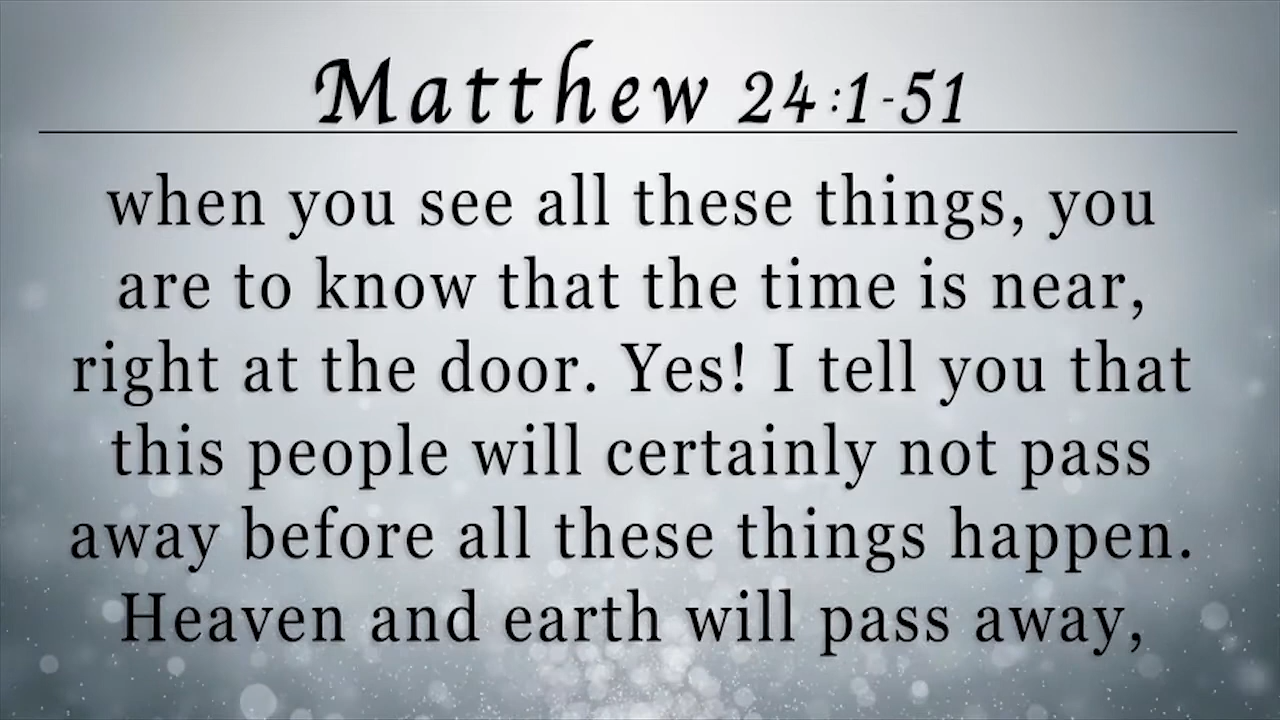 Matthew 24:1-51
when you see all these things, you
are to know that the time is near,
right at the door. Yes! I tell you that
this people will certainly not pass
away before all these things happen.
Heaven and earth will pass away,